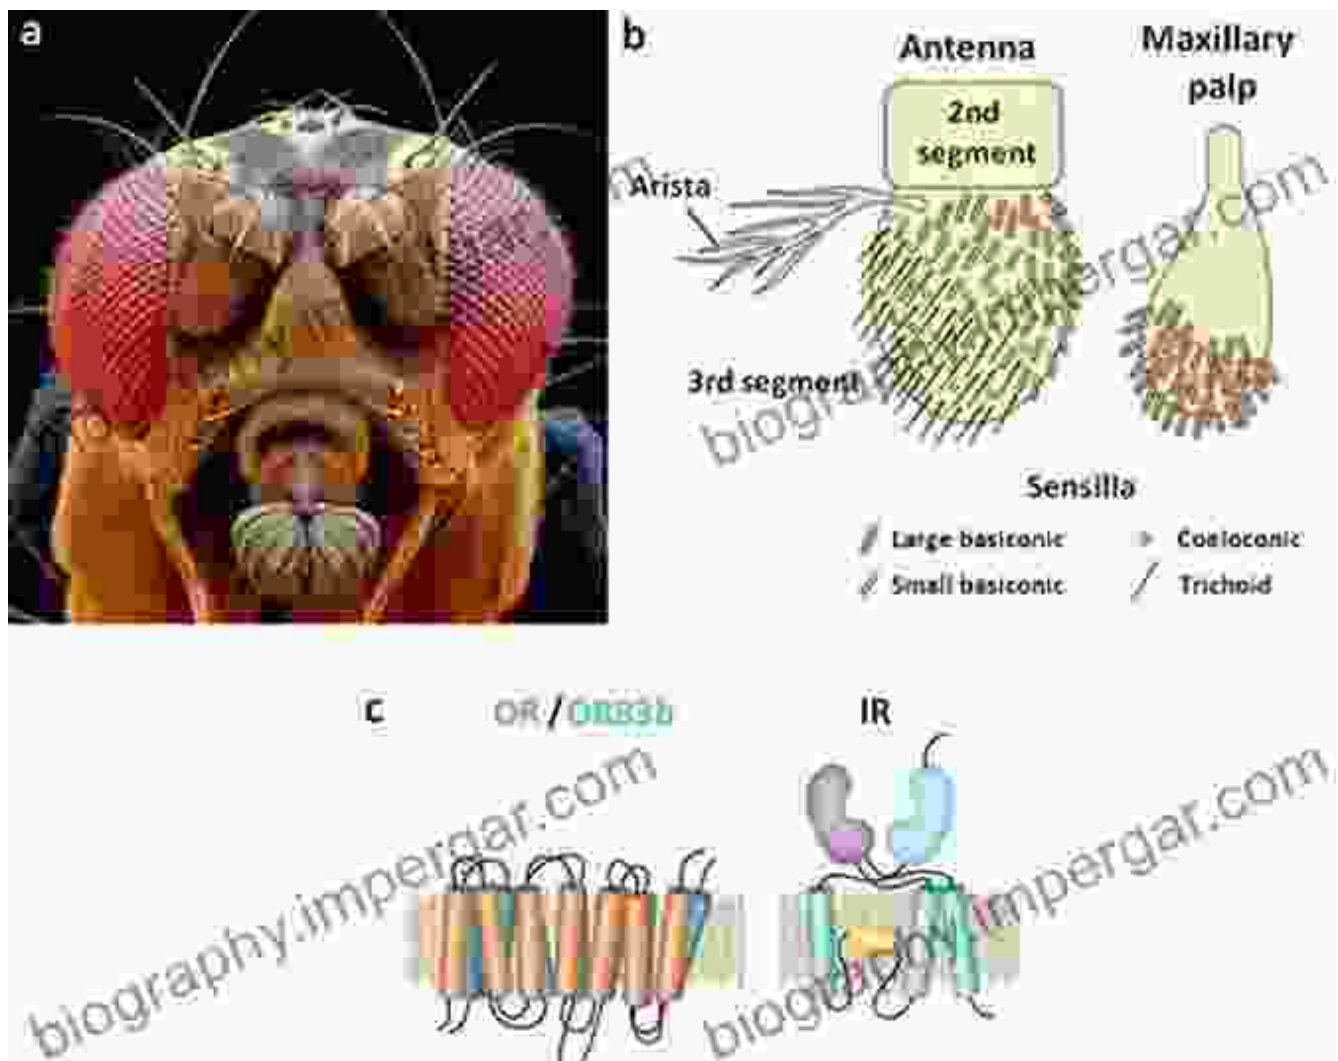 a
b
Antenna
Maxillary
palp
2nd
segment
Arista
3rd segment
Sensilla
Large basiconic
Coeloconic
Small basiconic
Trichoid
c
OR / OR83b
IR
biography.impergar.com
biography.impergar.com
biography.impergar.com